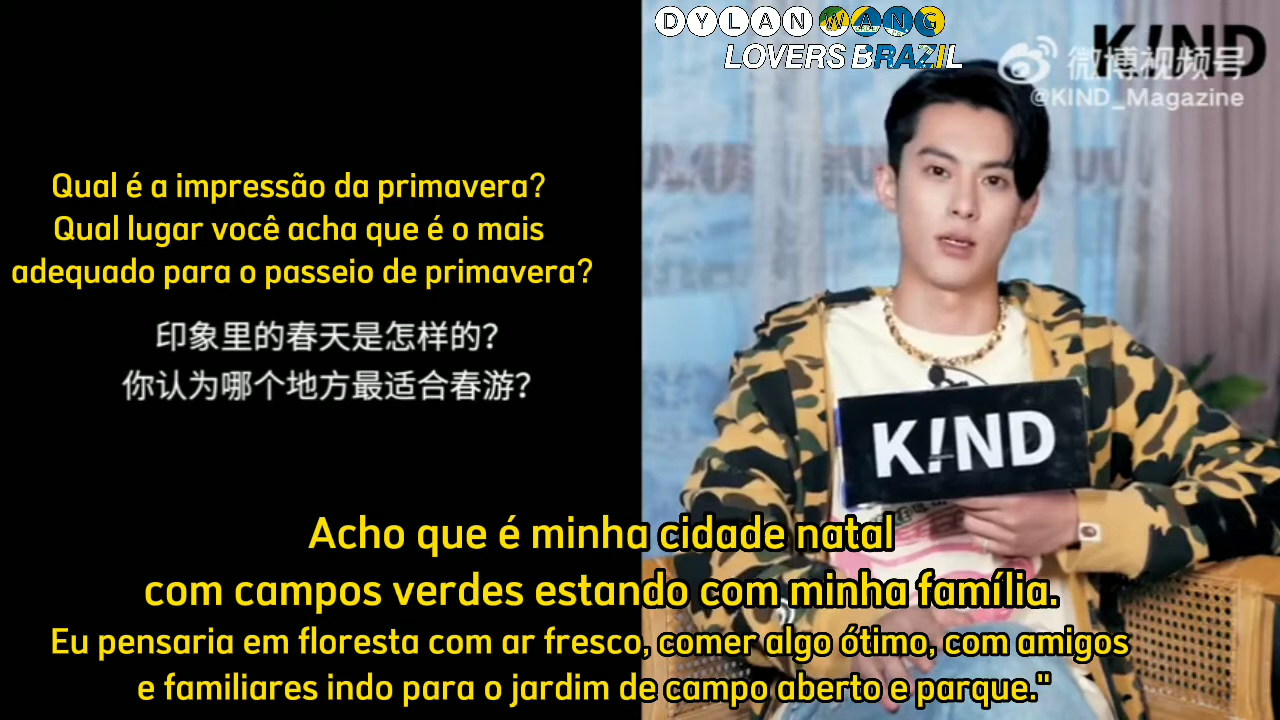 DYLAN WANG
LOVERS BRAZIL
K!ND
微博视频号
@KIND_Magazine
Qual é a impressão da primavera?
Qual lugar você acha que é o mais
adequado para o passeio de primavera?
印象里的春天是怎样的?
你认为哪个地方最适合春游?
K!ND
Acho que é minha cidade natal
com campos verdes estando com minha família.
Eu pensaria em floresta com ar fresco, comer algo ótimo, com amigos
e familiares indo para o jardim de campo aberto e parque."